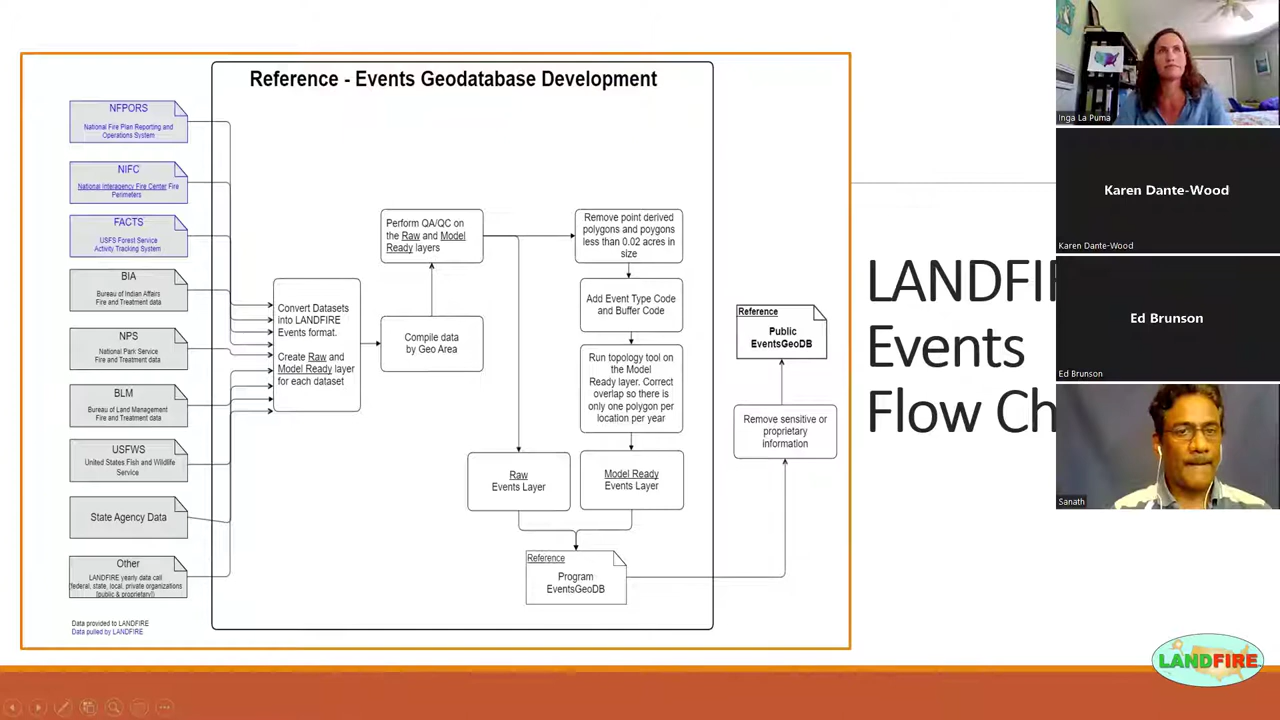 Reference - Events Geodatabase Development
NFPORS
National Fire Plan Reporting and
Operations System
NIFC
National Interagency Fire Center Fire
Perimeters
FACTS
USFS Forest Service
Activity Tracking System
BIA
Bureau of Indian Affairs
Fire and Treatment data
NPS
National Park Service
Fire and Treatment data
BLM
Bureau of Land Management
Fire and Treatment data
USFWS
United States Fish and Wildlife
Service
State Agency Data
Other
LANDFIRE yearly data call
(federal, state, local, private organizations
[public & proprietary])
Data provided to LANDFIRE
Data pulled by LANDFIRE
Convert Datasets
into LANDFIRE
Events format.
Create Raw and
Model Ready layer
for each dataset
Perform QA/QC on
the Raw and Model
Ready layers
Compile data
by Geo Area
Remove point derived
polygons and poygons
less than 0.02 acres in
size
Add Event Type Code
and Buffer Code
Run topology tool on
the Model
Ready layer. Correct
overlap so there is
only one polygon per
location per year
Raw
Events Layer
Model Ready
Events Layer
Reference
Program
EventsGeoDB
Reference
Public
EventsGeoDB
Remove sensitive or
proprietary
information
LANDFI
Events
Flow Ch
Inga La Puma
Karen Dante-Wood
Karen Dante-Wood
Ed Brunson
Ed Brunson
Sanath
LANDFIRE